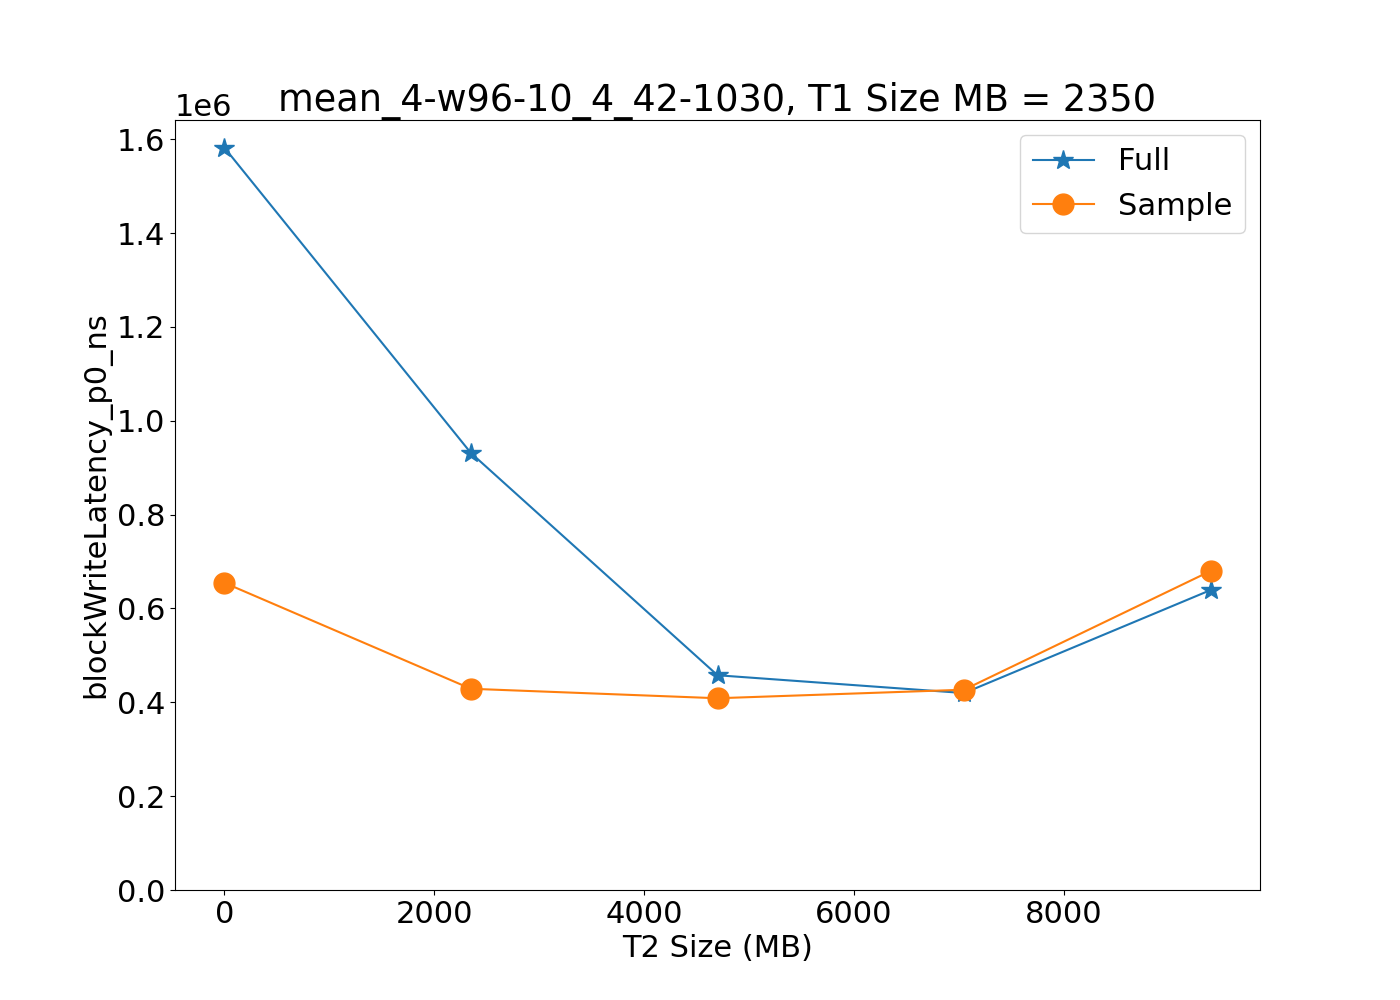 1e6
mean_4-w96-10_4_42-1030, T1 Size MB = 2350
Full
Sample
blockWriteLatency_p0_ns
1.6
1.4
1.2
1.0
0.8
0.6
0.4
0.2
0.0
0 2000 4000 6000 8000
T2 Size (MB)